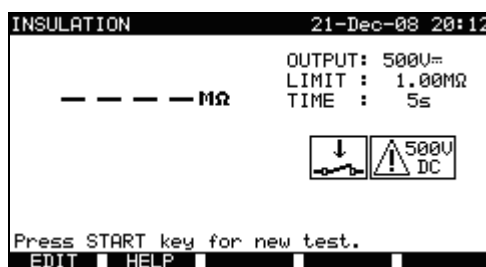 INSULATION 21-Dec-08 20:12
OUTPUT: 500V⎓
LIMIT : 1.00MΩ
– – – – MΩ TIME : 5s
500V
DC
Press START key for new test.
EDIT HELP